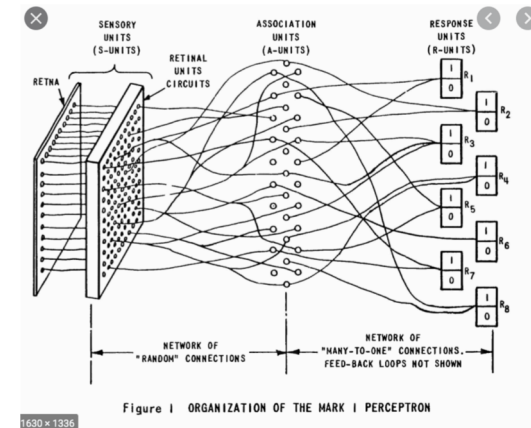 SENSORY
UNITS
(S-UNITS)
ASSOCIATION
UNITS
(A-UNITS)
RESPONSE
UNITS
(R-UNITS)
RETINAL
UNITS
CIRCUITS
RETNA
1
0
R1
1
0
R2
1
0
R3
1
0
R4
1
0
R5
1
0
R6
1
0
R7
1
0
R8
NETWORK OF
"RANDOM" CONNECTIONS
NETWORK OF
"MANY-TO-ONE" CONNECTIONS.
FEED-BACK LOOPS NOT SHOWN
Figure 1 ORGANIZATION OF THE MARK 1 PERCEPTRON
1630 × 1336